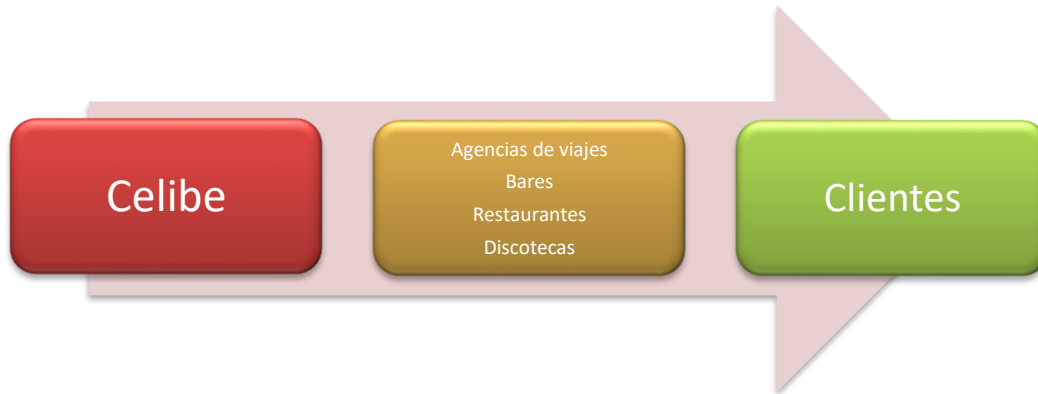 Celibe
Agencias de viajes
Bares
Restaurantes
Discotecas
Clientes